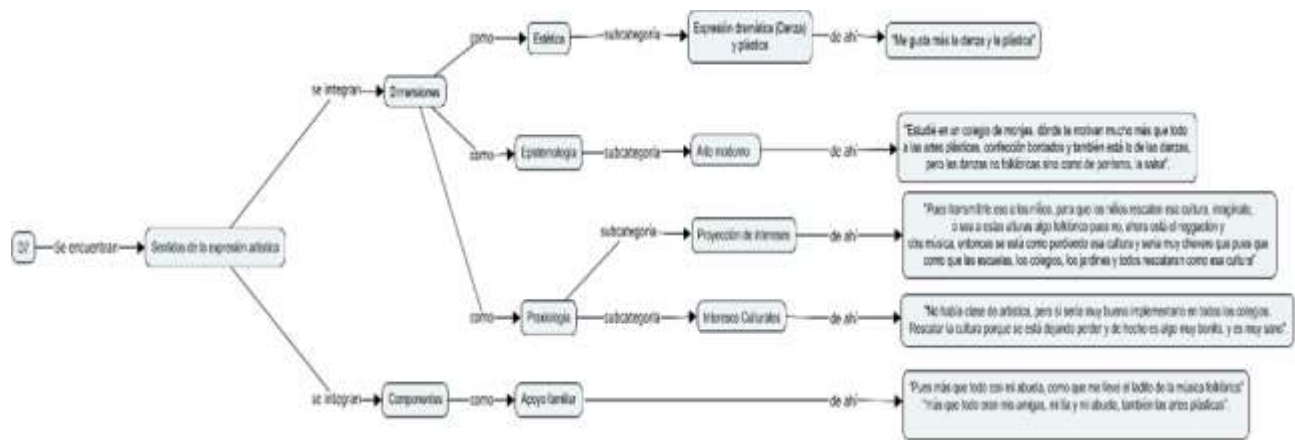 como
Estética
subcategoría
Expresión dramática (Danza)
y plástica
de ahí
"Me gusta más la danza y la plástica"
se integran
Dimensiones
como
Epistemología
subcategoría
Arte moderno
de ahí
"Estudié en un colegio de monjas, dónde te motivan mucho más que todo
a las artes plásticas, confección bordados y también está lo de las danzas,
pero las danzas no folklóricas sino como de porrismo, la salsa".
Se encuentran
Sentidos de la expresión artística
subcategoría
Proyección de intereses
de ahí
"Pues transmitirle eso a los niños, para que los niños rescaten esa cultura, imagínate,
o sea a estas alturas algo folklórico pues no, ahora está el reggaetón y
otra música, entonces se está como perdiendo esa cultura y sería muy chévere que pues que
como que las escuelas, los colegios, los jardines y todos rescataran como esa cultura"
como
Praxiología
subcategoría
Intereses Culturales
de ahí
"No había clase de artística, pero si sería muy bueno implementarlo en todos los colegios.
Rescatar la cultura porque se está dejando perder y de hecho es algo muy bonito, y es muy sano".
se integran
Componentes
como
Apoyo familiar
de ahí
"Pues más que todo con mi abuela, como que me llevó el ladito de la música folklórica"
"más que todo eran mis amigas, mi tía y mi abuela, también las artes plásticas".